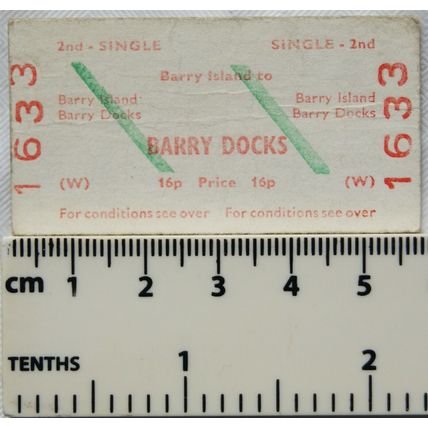 2nd - SINGLE SINGLE - 2nd
Barry Island to
Barry Island Barry Island
Barry Docks Barry Docks
BARRY DOCKS
(W) 16p Price 16p (W)
For conditions see over For conditions see over
1633 1633
cm 1 2 3 4 5
TENTHS 1 2